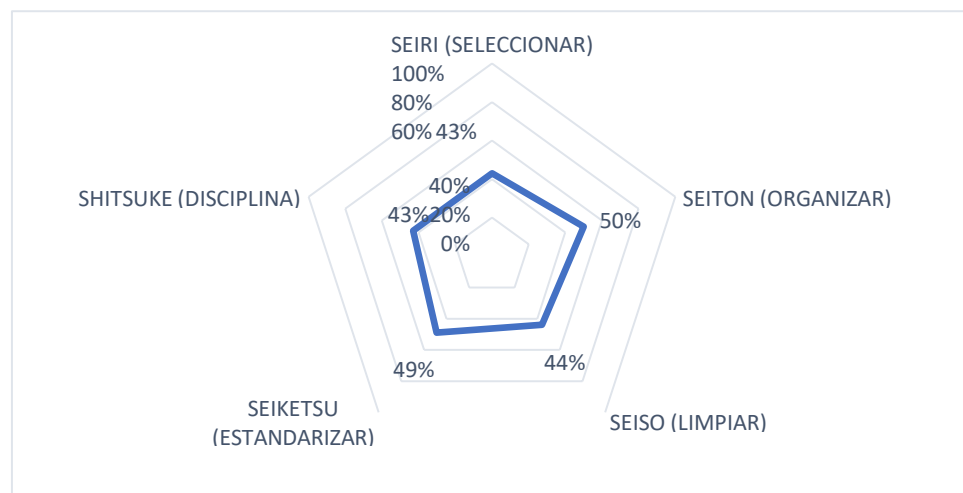 SEIRI (SELECCIONAR)
100%
80%
60%
43%
40%
SHITSUKE (DISCIPLINA)
SEITON (ORGANIZAR)
43%
20%
50%
0%
44%
49%
SEIKETSU
(ESTANDARIZAR)
SEISO (LIMPIAR)